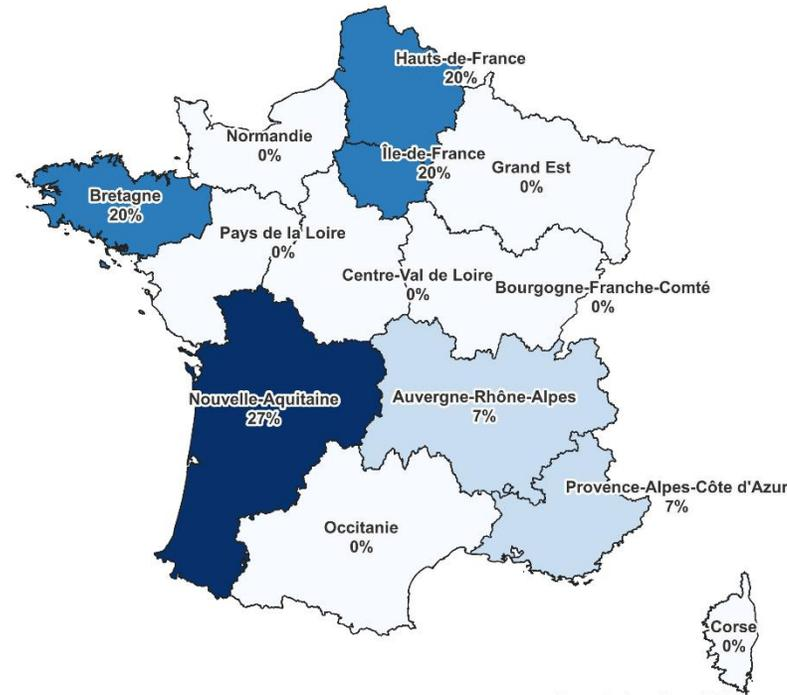 Hauts-de-France
20%
Normandie
0%
Île-de-France
20%
Grand Est
0%
Bretagne
20%
Pays de la Loire
0%
Centre-Val de Loire
0%
Bourgogne-Franche-Comté
0%
Nouvelle-Aquitaine
27%
Auvergne-Rhône-Alpes
7%
Provence-Alpes-Côte d'Azur
7%
Occitanie
0%
Corse
0%